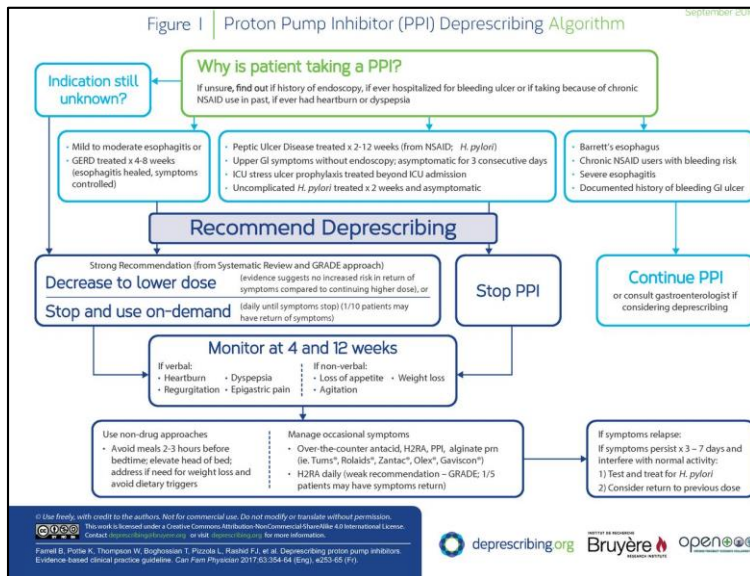 September 201
Figure 1 | Proton Pump Inhibitor (PPI) Deprescribing Algorithm
Indication still
unknown?
Why is patient taking a PPI?
If unsure, find out if history of endoscopy, if ever hospitalized for bleeding ulcer or if taking because of chronic
NSAID use in past, if ever had heartburn or dyspepsia
• Mild to moderate esophagitis or
• GERD treated x 4-8 weeks
(esophagitis healed, symptoms
controlled)
• Peptic Ulcer Disease treated x 2-12 weeks (from NSAID; H. pylori)
• Upper GI symptoms without endoscopy; asymptomatic for 3 consecutive days
• ICU stress ulcer prophylaxis treated beyond ICU admission
• Uncomplicated H. pylori treated x 2 weeks and asymptomatic
• Barrett's esophagus
• Chronic NSAID users with bleeding risk
• Severe esophagitis
• Documented history of bleeding GI ulcer
Recommend Deprescribing
Strong Recommendation (from Systematic Review and GRADE approach)
Decrease to lower dose (evidence suggests no increased risk in return of
symptoms compared to continuing higher dose), or
Stop and use on-demand (daily until symptoms stop) (1/10 patients may
have return of symptoms)
Stop PPI
Continue PPI
or consult gastroenterologist if
considering deprescribing
Monitor at 4 and 12 weeks
If verbal:
• Heartburn • Dyspepsia
• Regurgitation • Epigastric pain
If non-verbal:
• Loss of appetite • Weight loss
• Agitation
Use non-drug approaches
• Avoid meals 2-3 hours before
bedtime; elevate head of bed;
address if need for weight loss and
avoid dietary triggers
Manage occasional symptoms
• Over-the-counter antacid, H2RA, PPI, alginate prn
(ie. Tums®, Rolaids®, Zantac®, Olex®, Gaviscon®)
• H2RA daily (weak recommendation – GRADE; 1/5
patients may have symptoms return)
If symptoms relapse:
If symptoms persist x 3 – 7 days and
interfere with normal activity:
1) Test and treat for H. pylori
2) Consider return to previous dose
© Use freely, with credit to the authors. Not for commercial use. Do not modify or translate without permission.
This work is licensed under a Creative Commons Attribution-NonCommercial-ShareAlike 4.0 International License.
Contact deprescribing@bruyere.org or visit deprescribing.org for more information.
Farrell B, Pottie K, Thompson W, Boghossian T, Pizzola L, Rashid FJ, et al. Deprescribing proton pump inhibitors.
Evidence-based clinical practice guideline. Can Fam Physician 2017;63:354-64 (Eng), e253-65 (Fr).
deprescribing.org
INSTITUT DE RECHERCHE
Bruyère
RESEARCH INSTITUTE
open